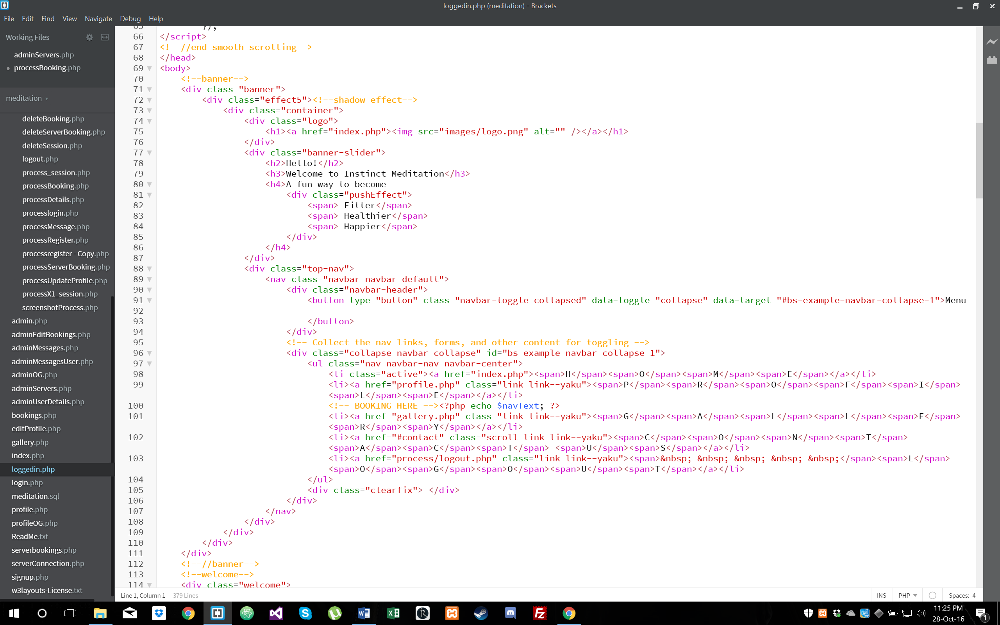 loggedin.php (meditation) - Brackets
File Edit Find View Navigate Debug Help
Working Files
adminServers.php
processBooking.php
meditation
deleteBooking.php
deleteServerBooking.php
deleteSession.php
logout.php
process_session.php
processBooking.php
processDetails.php
processlogin.php
processMessage.php
processRegister.php
processregister - Copy.php
processServerBooking.php
processUpdateProfile.php
processX1_session.php
screenshotProcess.php
admin.php
adminEditBookings.php
adminMessages.php
adminMessagesUser.php
adminOG.php
adminServers.php
adminUserDetails.php
bookings.php
editProfile.php
gallery.php
index.php
loggedin.php
login.php
meditation.sql
profile.php
profileOG.php
ReadMe.txt
serverbookings.php
serverConnection.php
signup.php
w3layouts-License.txt
65 });
66 </script>
67 <!--//end-smooth-scrolling-->
68 </head>
69 <body>
70 <!--banner-->
71 <div class="banner">
72 <div class="effect5"><!--shadow effect-->
73 <div class="container">
74 <div class="logo">
75 <h1><a href="index.php"><img src="images/logo.png" alt="" /></a></h1>
76 </div>
77 <div class="banner-slider">
78 <h2>Hello!</h2>
79 <h3>Welcome to Instinct Meditation</h3>
80 <h4>A fun way to become
81 <div class="pushEffect">
82 <span> Fitter</span>
83 <span> Healthier</span>
84 <span> Happier</span>
85 </div>
86 </h4>
87 </div>
88 <div class="top-nav">
89 <nav class="navbar navbar-default">
90 <div class="navbar-header">
91 <button type="button" class="navbar-toggle collapsed" data-toggle="collapse" data-target="#bs-example-navbar-collapse-1">Menu
92
93 </button>
94 </div>
95 <!-- Collect the nav links, forms, and other content for toggling -->
96 <div class="collapse navbar-collapse" id="bs-example-navbar-collapse-1">
97 <ul class="nav navbar-nav navbar-center">
98 <li class="active"><a href="index.php"><span>H</span><span>O</span><span>M</span><span>E</span></a></li>
99 <li><a href="profile.php" class="link link--yaku"><span>P</span><span>R</span><span>O</span><span>F</span><span>I</span>
<span>L</span><span>E</span></a></li>
100 <!-- BOOKING HERE --><?php echo $navText; ?>
101 <li><a href="gallery.php" class="link link--yaku"><span>G</span><span>A</span><span>L</span><span>L</span><span>E</span>
<span>R</span><span>Y</span></a></li>
102 <li><a href="#contact" class="scroll link link--yaku"><span>C</span><span>O</span><span>N</span><span>T</span>
<span>A</span><span>C</span><span>T</span> <span>U</span><span>S</span></a></li>
103 <li><a href="process/logout.php" class="link link--yaku"><span>&nbsp; &nbsp; &nbsp; &nbsp; &nbsp;</span><span>L</span>
<span>O</span><span>G</span><span>O</span><span>U</span><span>T</span></a></li>
104 </ul>
105 <div class="clearfix"> </div>
106 </div>
107 </nav>
108 </div>
109 </div>
110 </div>
111 </div>
112 <!--//banner-->
113 <!--welcome-->
114 <div class="welcome">
Line 1, Column 1 — 379 Lines
INS PHP Spaces: 4
11:25 PM
28-Oct-16
1